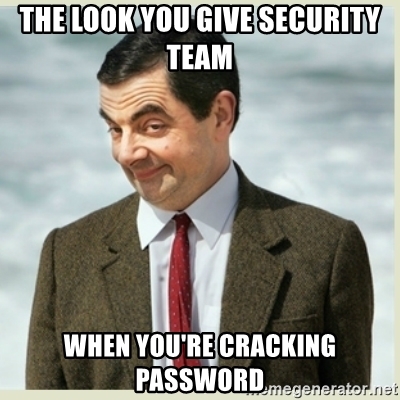 THE LOOK YOU GIVE SECURITY
TEAM
WHEN YOU'RE CRACKING
PASSWORD
memegenerator.net